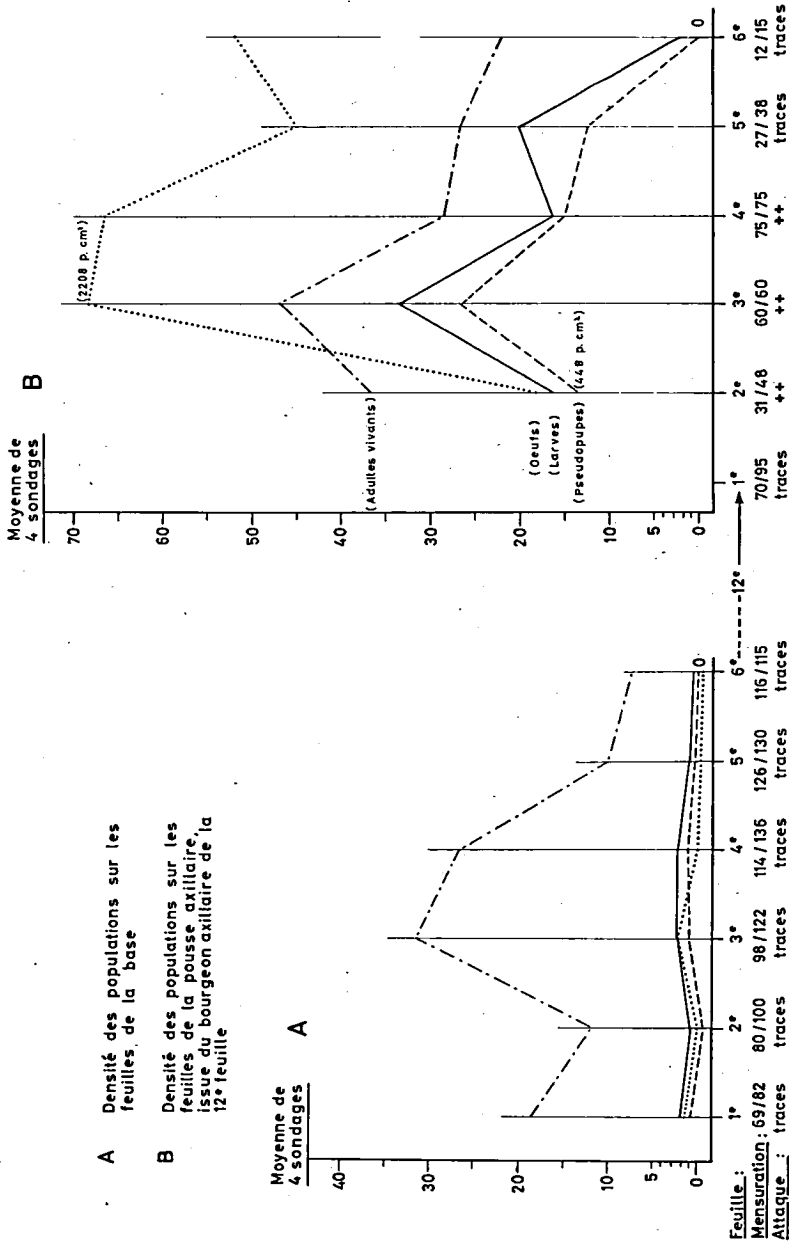 A Densité des populations sur les
feuilles de la base
B Densité des populations sur les
feuilles de la pousse axillaire,
issue du bourgeon axillaire de la
12e feuille
A
Moyenne de
4 sondages
40
30
20
10
5
0
0
B
Moyenne de
4 sondages
70
60
50
40
30
20
10
5
0
(2208 p. cm²)
(Adultes vivants)
(Oeufs)
(Larves)
(Pseudopupes)
(448 p. cm²)
0
Feuille : 1e 2e 3e 4e 5e 6e ------12e 1e 2e 3e 4e 5e 6e
Mensuration : 69/82 80/100 98/122 114/136 126/130 116/115 70/95 31/48 60/60 75/75 27/38 12/15
Attaque : traces traces traces traces traces traces traces ++ ++ ++ traces traces